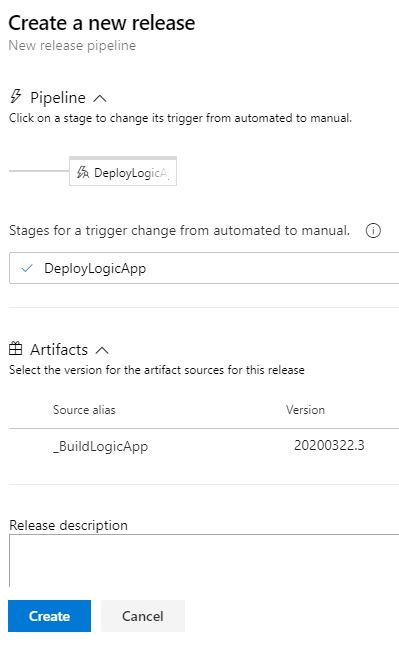 Create a new release
New release pipeline
Pipeline
Click on a stage to change its trigger from automated to manual.
DeployLogicA
Stages for a trigger change from automated to manual.
DeployLogicApp
Artifacts
Select the version for the artifact sources for this release
Source alias Version
_BuildLogicApp 20200322.3
Release description
Create Cancel